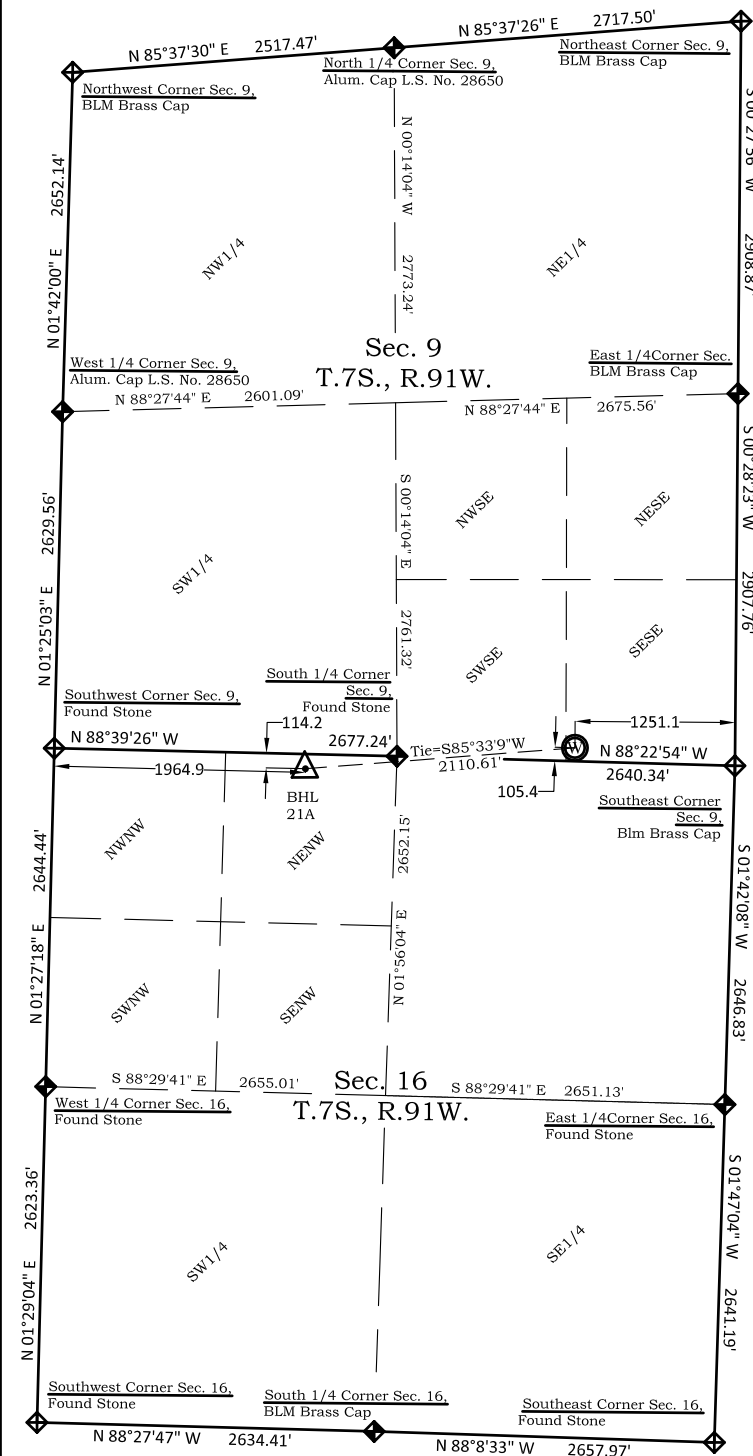 N 85°37'30" E 2517.47'
N 85°37'26" E 2717.50'
Northwest Corner Sec. 9,
BLM Brass Cap
North 1/4 Corner Sec. 9,
Alum. Cap L.S. No. 28650
Northeast Corner Sec. 9,
BLM Brass Cap
N 01°42'00" E 2652.14'
N 00°14'04" W 2773.24'
NW1/4
NE1/4
Sec. 9
T.7S., R.91W.
West 1/4 Corner Sec. 9,
Alum. Cap L.S. No. 28650
East 1/4Corner Sec.
BLM Brass Cap
N 88°27'44" E 2601.09'
N 88°27'44" E 2675.56'
N 01°25'03" E 2629.56'
S 00°14'04" E 2761.32'
S 00°28'23" W 2907.76'
NWSE
NESE
SW1/4
SWSE
SESE
South 1/4 Corner
Sec. 9,
Found Stone
Southwest Corner Sec. 9,
Found Stone
114.2
1251.1
N 88°39'26" W 2677.24'
Tie=S85°33'9"W
2110.61'
W
N 88°22'54" W
2640.34'
1964.9
105.4
BHL
21A
Southeast Corner
Sec. 9,
Blm Brass Cap
NWNW
NENW
N 01°27'18" E 2644.44'
N 01°56'04" E 2652.15'
S 01°42'08" W 2646.83'
SWNW
SENW
S 88°29'41" E 2655.01'
S 88°29'41" E 2651.13'
Sec. 16
T.7S., R.91W.
West 1/4 Corner Sec. 16,
Found Stone
East 1/4Corner Sec. 16,
Found Stone
N 01°29'04" E 2623.36'
S 01°47'04" W 2641.19'
SW1/4
SE1/4
Southwest Corner Sec. 16,
Found Stone
South 1/4 Corner Sec. 16,
BLM Brass Cap
Southeast Corner Sec. 16,
Found Stone
N 88°27'47" W 2634.41'
N 88°8'33" W 2657.97'